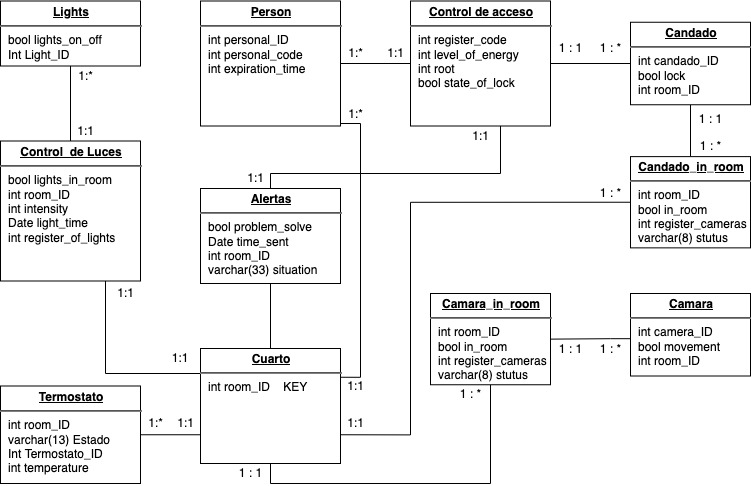 Lights
bool lights_on_off
Int Light_ID
1:*
1:1
Person
int personal_ID
int personal_code
int expiration_time
1:*
1:1
1:*
Control de acceso
int register_code
int level_of_energy
int root
bool state_of_lock
1 : 1
1 : *
1:1
Candado
int candado_ID
bool lock
int room_ID
1 : 1
1 : *
Control_de Luces
bool lights_in_room
int room_ID
int intensity
Date light_time
int register_of_lights
1:1
1:1
1:1
Alertas
bool problem_solve
Date time_sent
int room_ID
varchar(33) situation
Candado_in_room
int room_ID
bool in_room
int register_cameras
varchar(8) stutus
1 : *
Camara_in_room
int room_ID
bool in_room
int register_cameras
varchar(8) stutus
1 : 1
1 : *
1 : *
Camara
int camera_ID
bool movement
int room_ID
Cuarto
int room_ID KEY
1:1
1:1
1 : 1
Termostato
int room_ID
varchar(13) Estado
Int Termostato_ID
int temperature
1:*
1:1